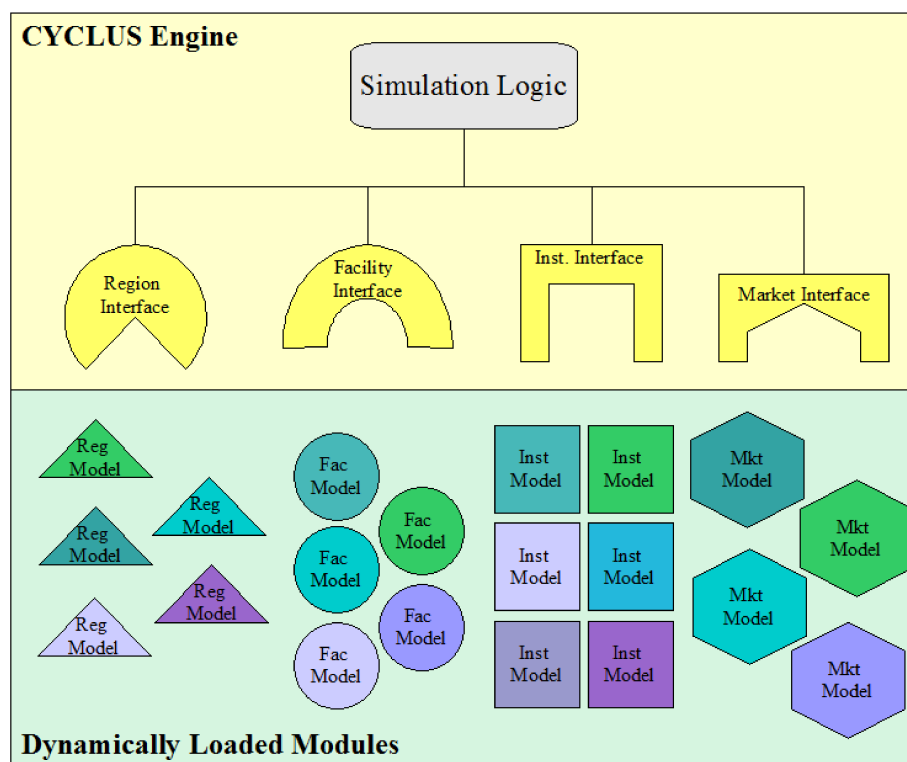 CYCLUS Engine
Simulation Logic
Region
Interface
Facility
Interface
Inst. Interface
Market Interface
Reg
Model
Reg
Model
Reg
Model
Reg
Model
Reg
Model
Fac
Model
Fac
Model
Fac
Model
Fac
Model
Fac
Model
Inst
Model
Inst
Model
Inst
Model
Inst
Model
Inst
Model
Inst
Model
Mkt
Model
Mkt
Model
Mkt
Model
Mkt
Model
Dynamically Loaded Modules